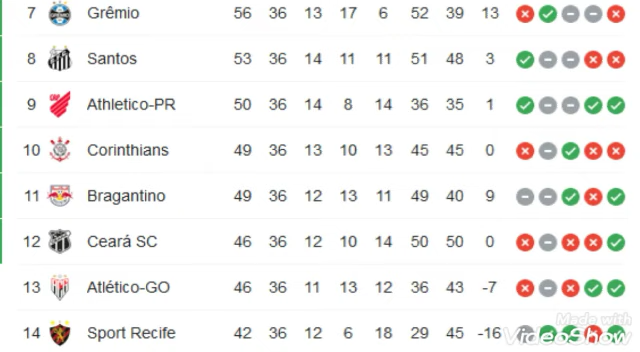 7 Grêmio 56 36 13 17 6 52 39 13
8 Santos 53 36 14 11 11 51 48 3
9 Athletico-PR 50 36 14 8 14 36 35 1
10 Corinthians 49 36 13 10 13 45 45 0
11 Bragantino 49 36 12 13 11 49 40 9
12 Ceará SC 46 36 12 10 14 50 50 0
13 Atlético-GO 46 36 11 13 12 36 43 -7
14 Sport Recife 42 36 12 6 18 29 45 -16
Made with
VideoShow